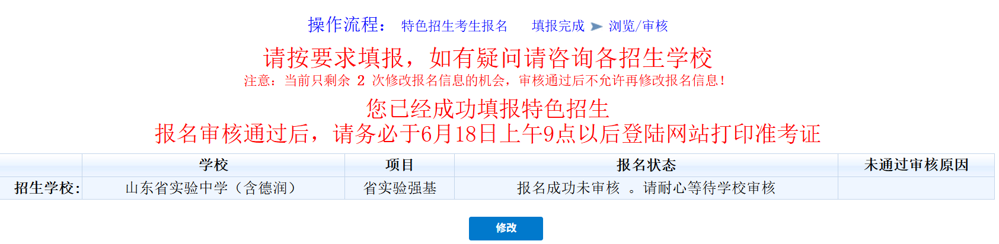 操作流程： 特色招生考生报名 填报完成 浏览/审核
请按要求填报，如有疑问请咨询各招生学校
注意：当前只剩余 2 次修改报名信息的机会，审核通过后不允许再修改报名信息！
您已经成功填报特色招生
报名审核通过后，请务必于6月18日上午9点以后登陆网站打印准考证
学校 项目 报名状态 未通过审核原因
招生学校： 山东省实验中学（含德润） 省实验强基 报名成功未审核 。请耐心等待学校审核
修改